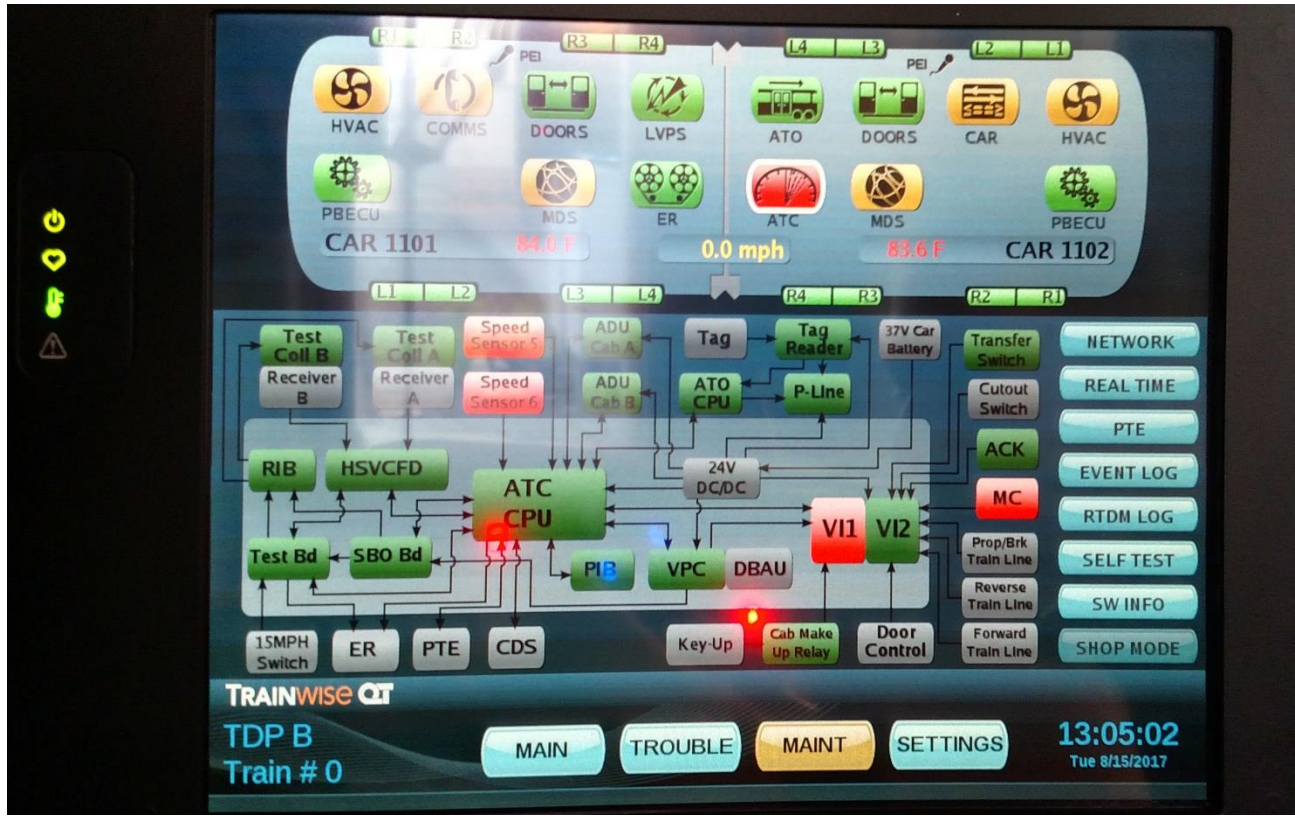 R1 R2 R3 R4 L4 L3 L2 L1
PEI PEI
HVAC COMMS DOORS LVPS ATO DOORS CAR HVAC
PBECU MDS ER ATC MDS PBECU
CAR 1101 84.0 F 0.0 mph 83.6 F CAR 1102
L1 L2 L3 L4 R4 R3 R2 R1
Test Coil B
Test Coil A
Speed Sensor 5
ADU Cab A
Tag
Tag Reader
37V Car Battery
Transfer Switch
NETWORK
Receiver B
Receiver A
Speed Sensor 6
ADU Cab B
ATO CPU
P-Line
Cutout Switch
REAL TIME
ACK
PTE
RIB
HSVCFD
ATC CPU
24V DC/DC
MC
EVENT LOG
VI1
VI2
RTDM LOG
Test Bd
SBO Bd
PIB
VPC
DBAU
Prop/Brk Train Line
SELF TEST
Reverse Train Line
SW INFO
15MPH Switch
ER
PTE
CDS
Key-Up
Cab Make Up Relay
Door Control
Forward Train Line
SHOP MODE
TRAINWISE QT
TDP B
Train # 0
MAIN
TROUBLE
MAINT
SETTINGS
13:05:02
Tue 8/15/2017